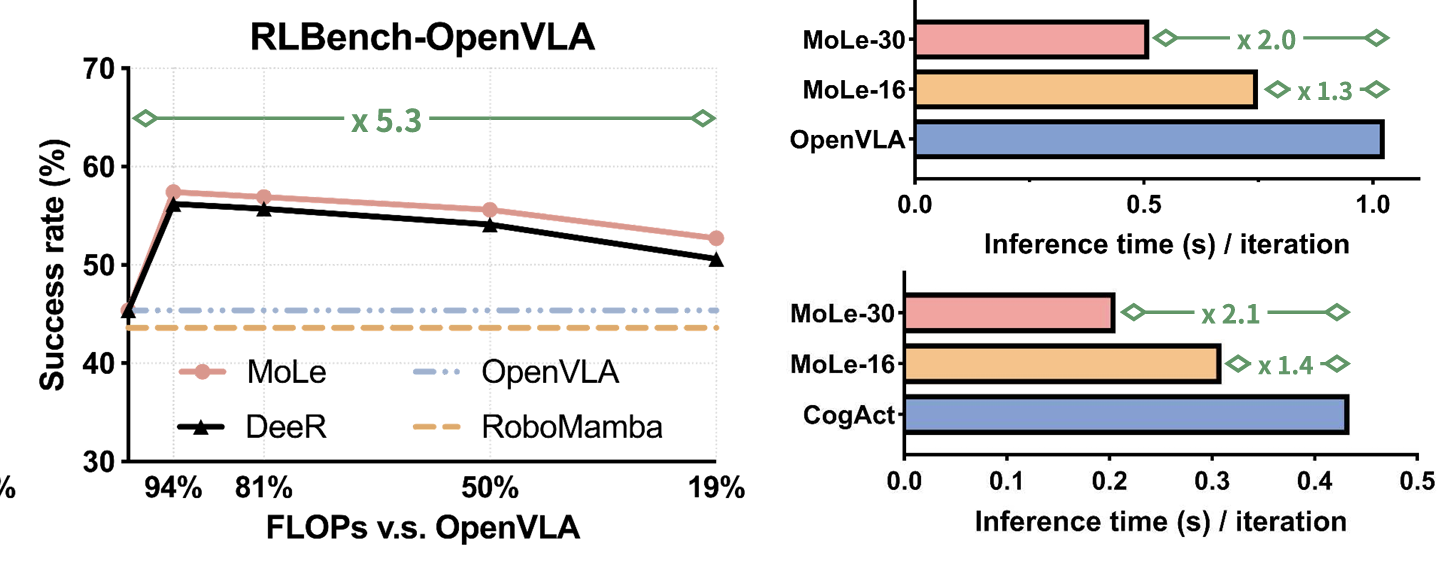 RLBench-OpenVLA
70
60
50
40
30
Success rate (%)
x 5.3
MoLe
OpenVLA
DeeR
RoboMamba
%
94%
81%
50%
19%
FLOPs v.s. OpenVLA
MoLe-30
x 2.0
MoLe-16
x 1.3
OpenVLA
0.0
0.5
1.0
Inference time (s) / iteration
MoLe-30
x 2.1
MoLe-16
x 1.4
CogAct
0.0
0.1
0.2
0.3
0.4
0.5
Inference time (s) / iteration